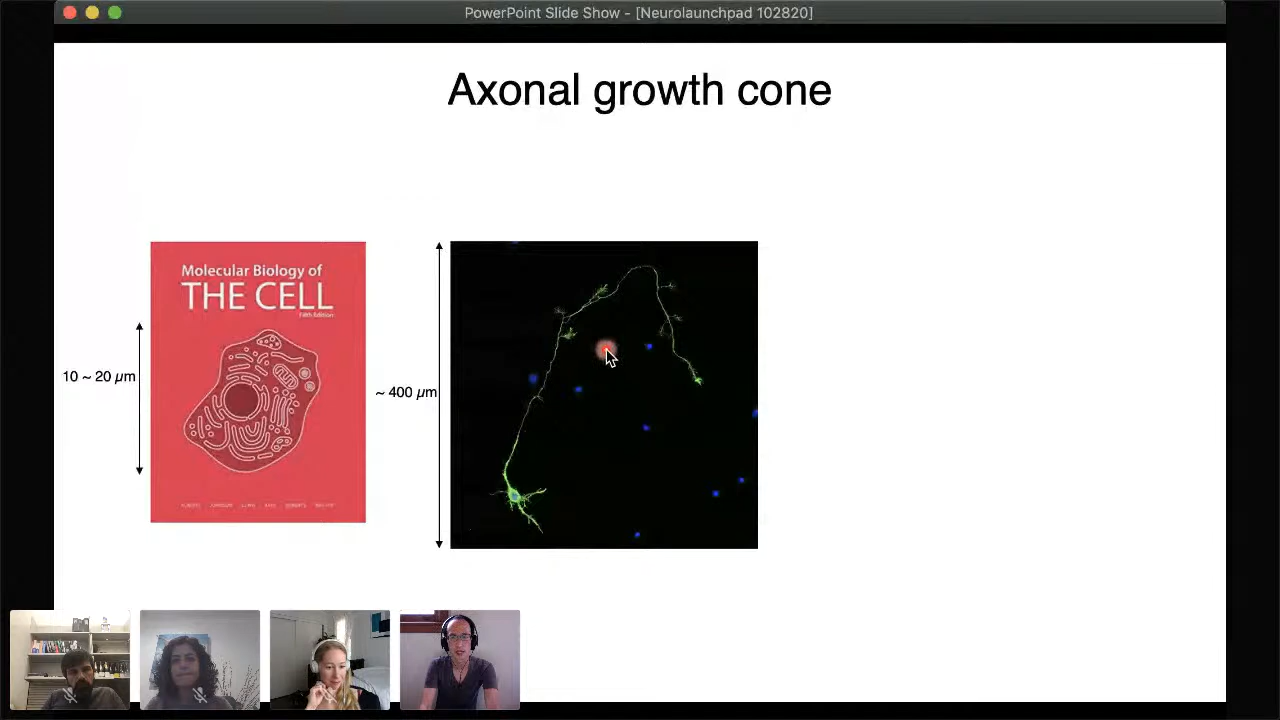 PowerPoint Slide Show - [Neurolaunchpad 102820]
Axonal growth cone
Molecular Biology of
THE CELL
Fifth Edition
10 ~ 20 µm
~ 400 µm